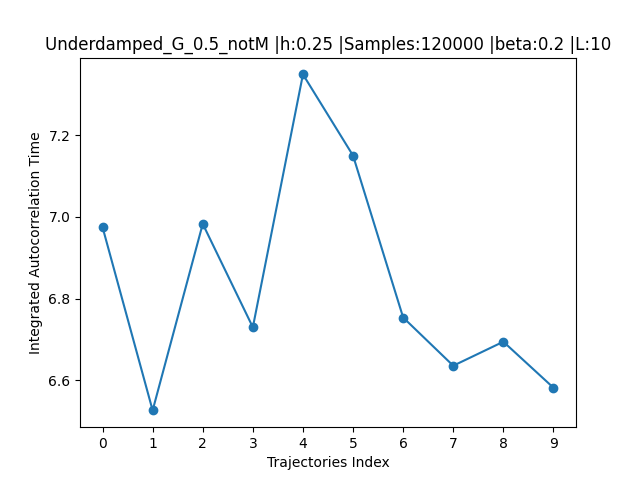 Underdamped_G_0.5_notM |h:0.25 |Samples:120000 |beta:0.2 |L:10
Integrated Autocorrelation Time
7.2
7.0
6.8
6.6
0 1 2 3 4 5 6 7 8 9
Trajectories Index